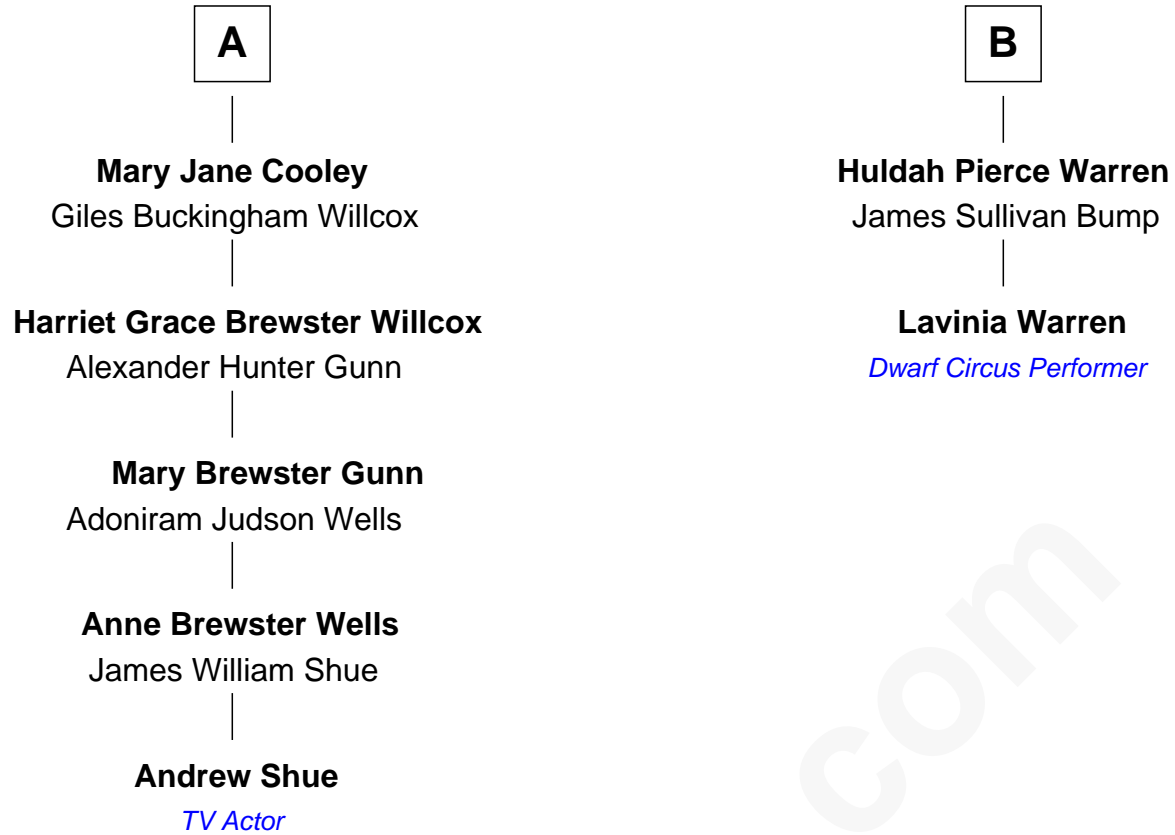 A
Mary Jane Cooley
Giles Buckingham Willcox
Harriet Grace Brewster Willcox
Alexander Hunter Gunn
Mary Brewster Gunn
Adoniram Judson Wells
Anne Brewster Wells
James William Shue
Andrew Shue
TV Actor
B
Huldah Pierce Warren
James Sullivan Bump
Lavinia Warren
Dwarf Circus Performer
com